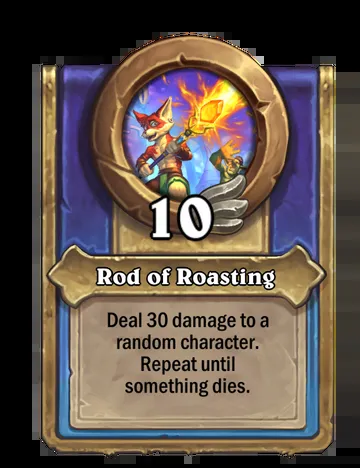 10
Rod of Roasting
Deal 30 damage to a
random character.
Repeat until
something dies.